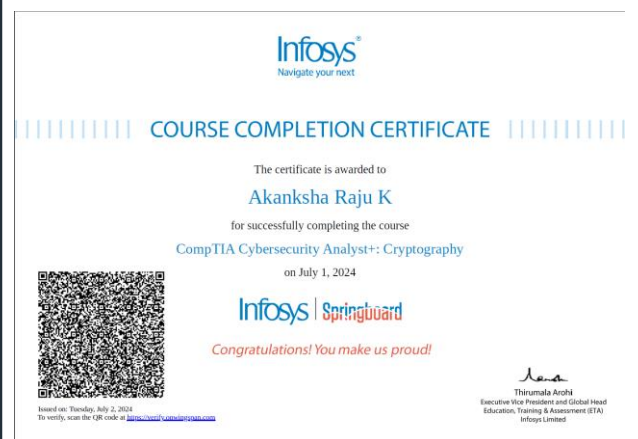 Infosys®
Navigate your next
COURSE COMPLETION CERTIFICATE
The certificate is awarded to
Akanksha Raju K
for successfully completing the course
CompTIA Cybersecurity Analyst+: Cryptography
on July 1, 2024
Infosys | Springboard
Congratulations! You make us proud!
Issued on: Tuesday, July 2, 2024
To verify, scan the QR code at https://verify.onwingspan.com
Thirumala Arohi
Executive Vice President and Global Head
Education, Training & Assessment (ETA)
Infosys Limited